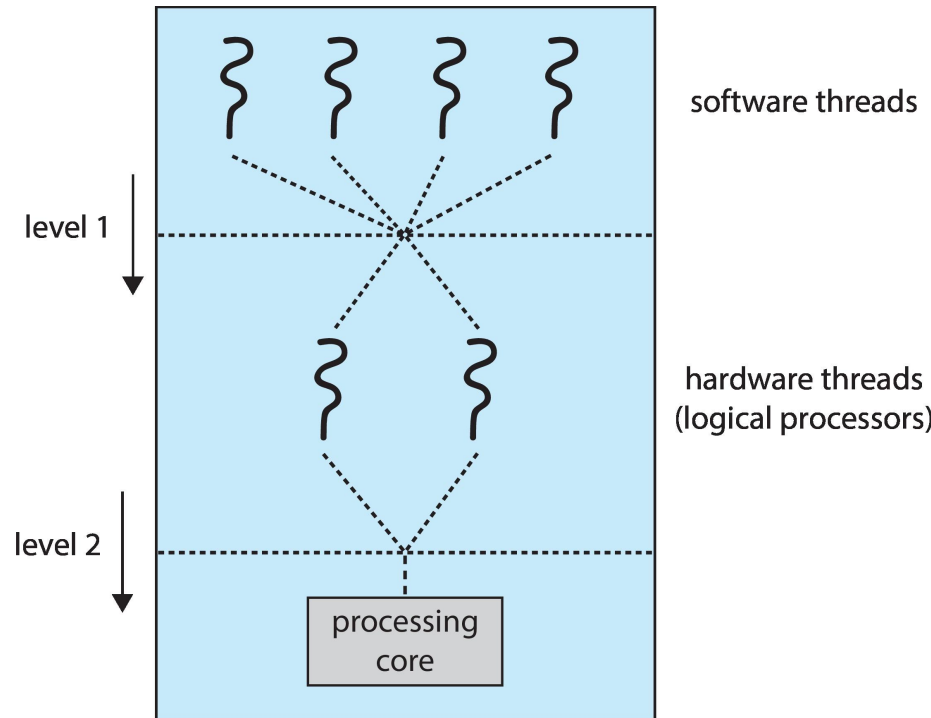 software threads
level 1
hardware threads
(logical processors)
level 2
processing
core